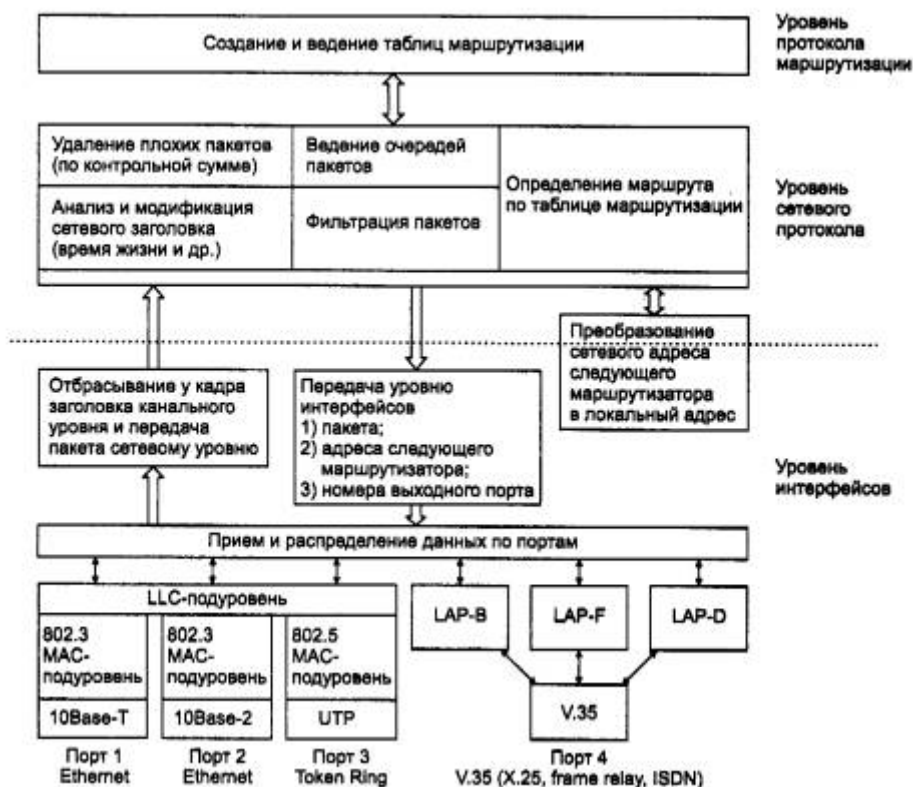 Создание и ведение таблиц маршрутизации
Уровень
протокола
маршрутизации
Удаление плохих пакетов
(по контрольной сумме)
Ведение очередей
пакетов
Определение маршрута
по таблице маршрутизации
Анализ и модификация
сетевого заголовка
(время жизни и др.)
Фильтрация пакетов
Уровень
сетевого
протокола
Преобразование
сетевого адреса
следующего
маршрутизатора
в локальный адрес
Отбрасывание у кадра
заголовка канального
уровня и передача
пакета сетевому уровню
Передача уровню
интерфейсов
1) пакета;
2) адреса следующего
маршрутизатора;
3) номера выходного порта
Уровень
интерфейсов
Прием и распределение данных по портам
LLC-подуровень
LAP-B
LAP-F
LAP-D
802.3
MAC-
подуровень
802.3
MAC-
подуровень
802.5
MAC-
подуровень
10Base-T
10Base-2
UTP
V.35
Порт 1
Ethernet
Порт 2
Ethernet
Порт 3
Token Ring
Порт 4
V.35 (X.25, frame relay, ISDN)